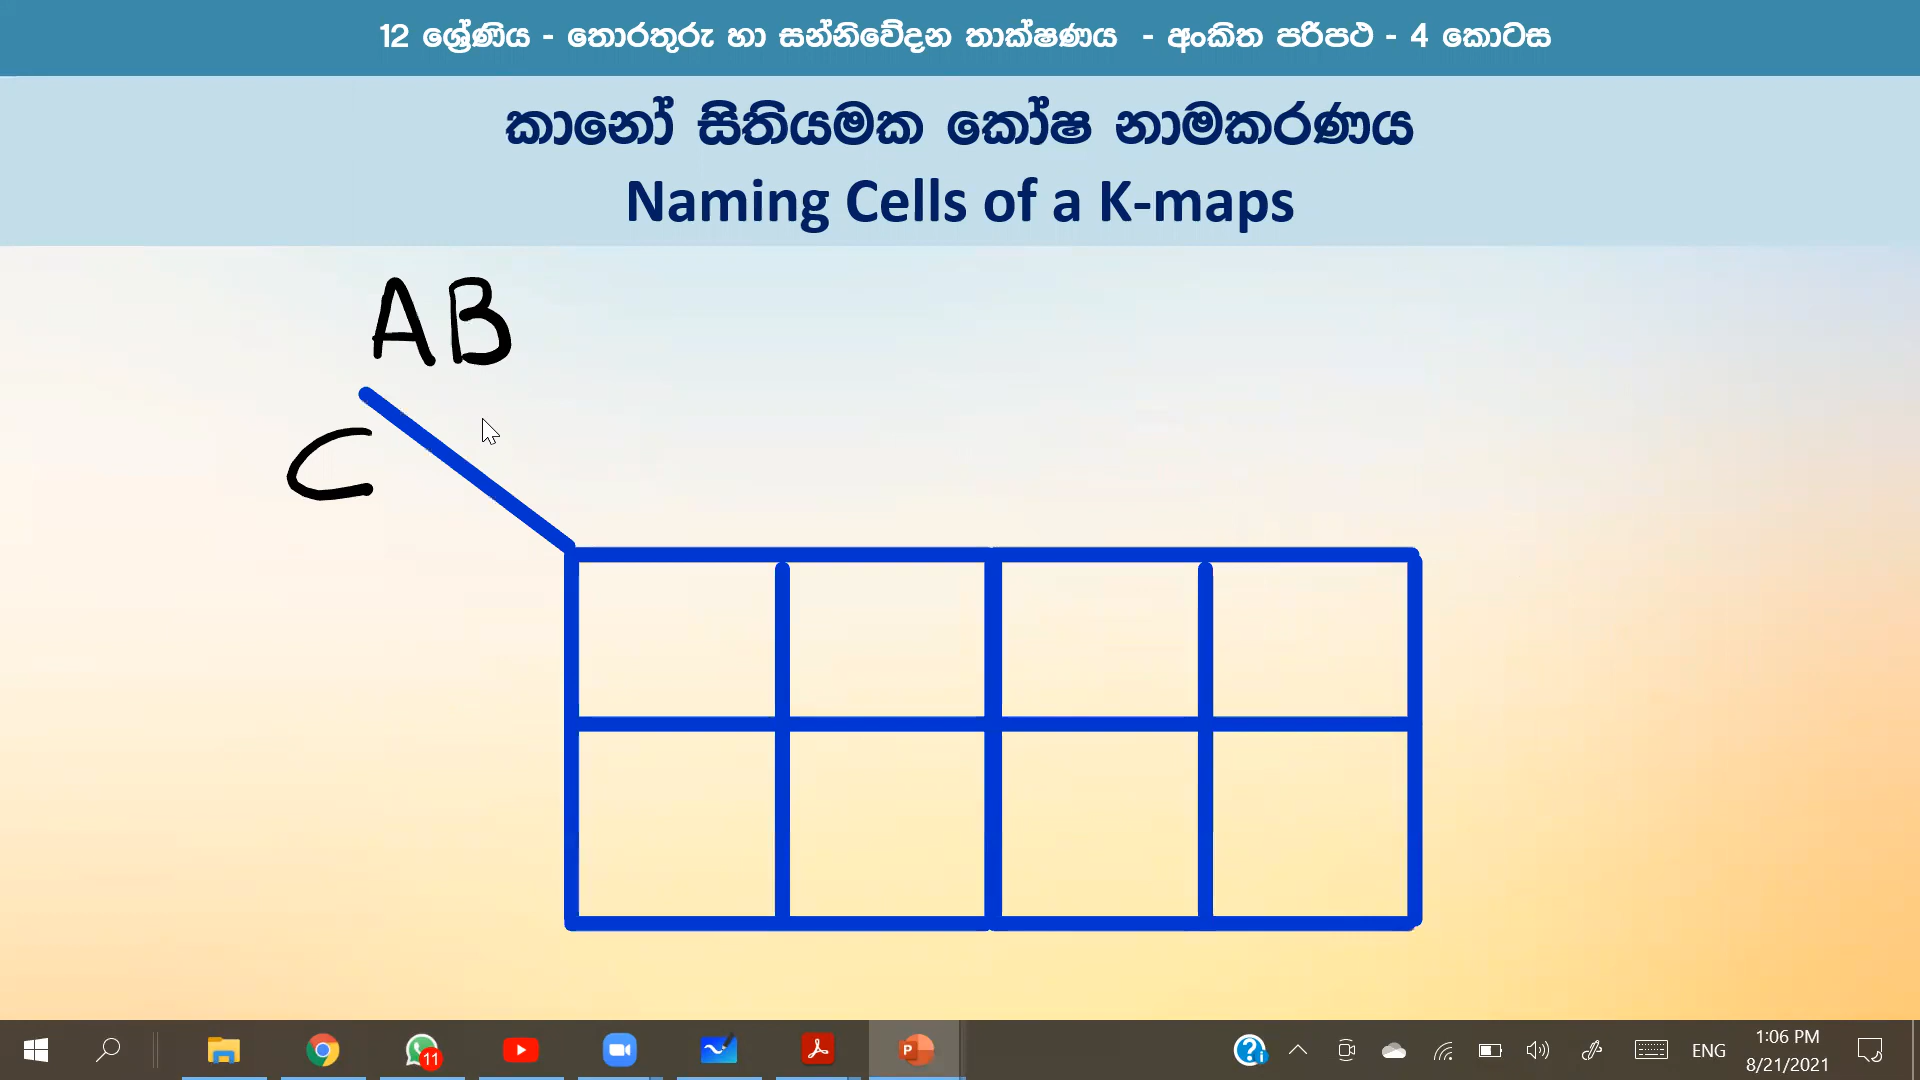 12 ශ්‍රේණිය - තොරතුරු හා සන්නිවේදන තාක්ෂණය - අංකිත පරිපථ - 4 කොටස
කානෝ සිතියමක කෝෂ නාමකරණය
Naming Cells of a K-maps
AB
C
11
ENG
1:06 PM
8/21/2021